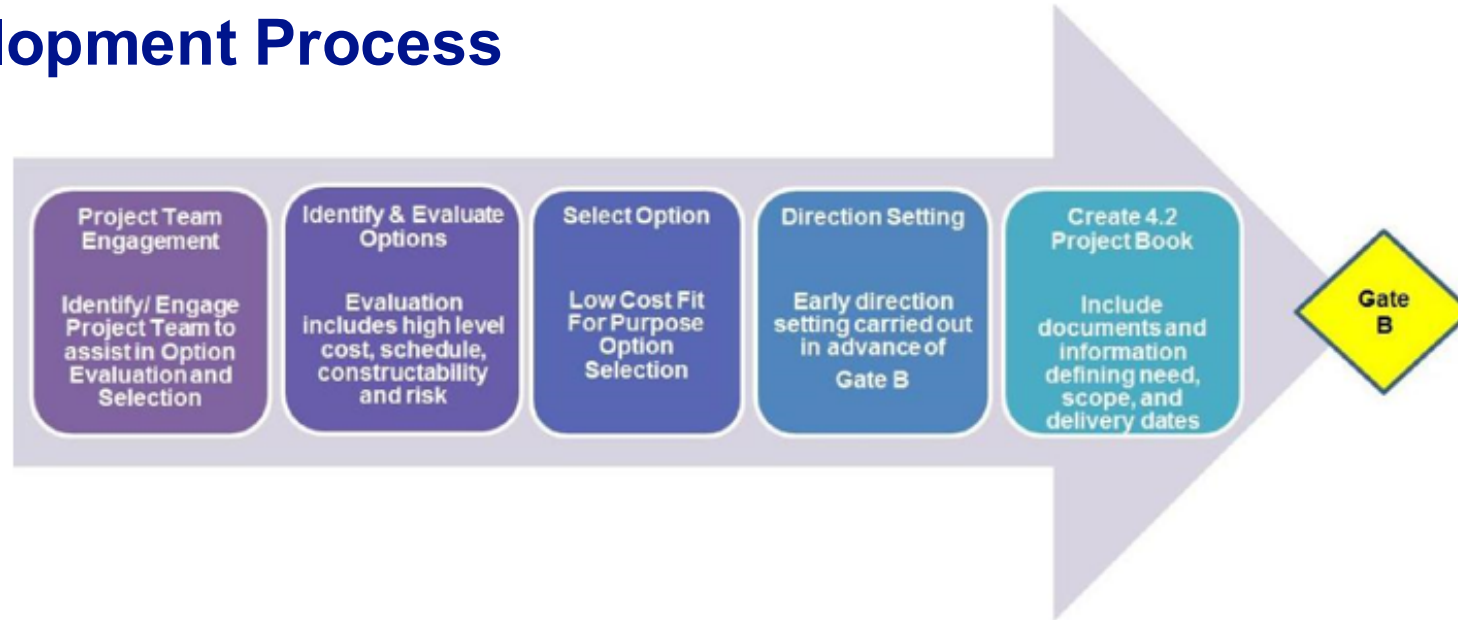 lopment Process
Project Team
Engagement
Identify/ Engage
Project Team to
assist in Option
Evaluation and
Selection
Identify & Evaluate
Options
Evaluation
includes high level
cost, schedule,
constructability
and risk
Select Option
Low Cost Fit
For Purpose
Option
Selection
Direction Setting
Early direction
setting carried out
in advance of
Gate B
Create 4.2
Project Book
Include
documents and
information
defining need,
scope, and
delivery dates
Gate
B